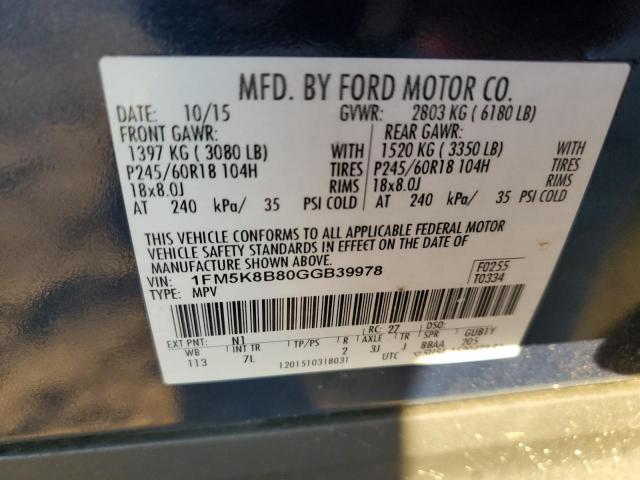 MFD. BY FORD MOTOR CO.
DATE: 10/15 GVWR: 2803 KG ( 6180 LB)
FRONT GAWR: REAR GAWR:
1397 KG ( 3080 LB) WITH 1520 KG ( 3350 LB) WITH
P245/60R18 104H TIRES P245/60R18 104H TIRES
18x8.0J RIMS 18x8.0J RIMS
AT 240 kPa/ 35 PSI COLD AT 240 kPa/ 35 PSI COLD
THIS VEHICLE CONFORMS TO ALL APPLICABLE FEDERAL MOTOR
VEHICLE SAFETY STANDARDS IN EFFECT ON THE DATE OF
MANUFACTURE SHOWN ABOVE.
VIN: 1FM5K8B80GGB39978 F0255
TYPE: MPV T0334
EXT PNT: N1 RC: 27 DSO:
WB INT TR TP/PS R AXLE TR SPR GUB1Y
113 7L 2 3J J BBAA 205
1201510318031 UTC